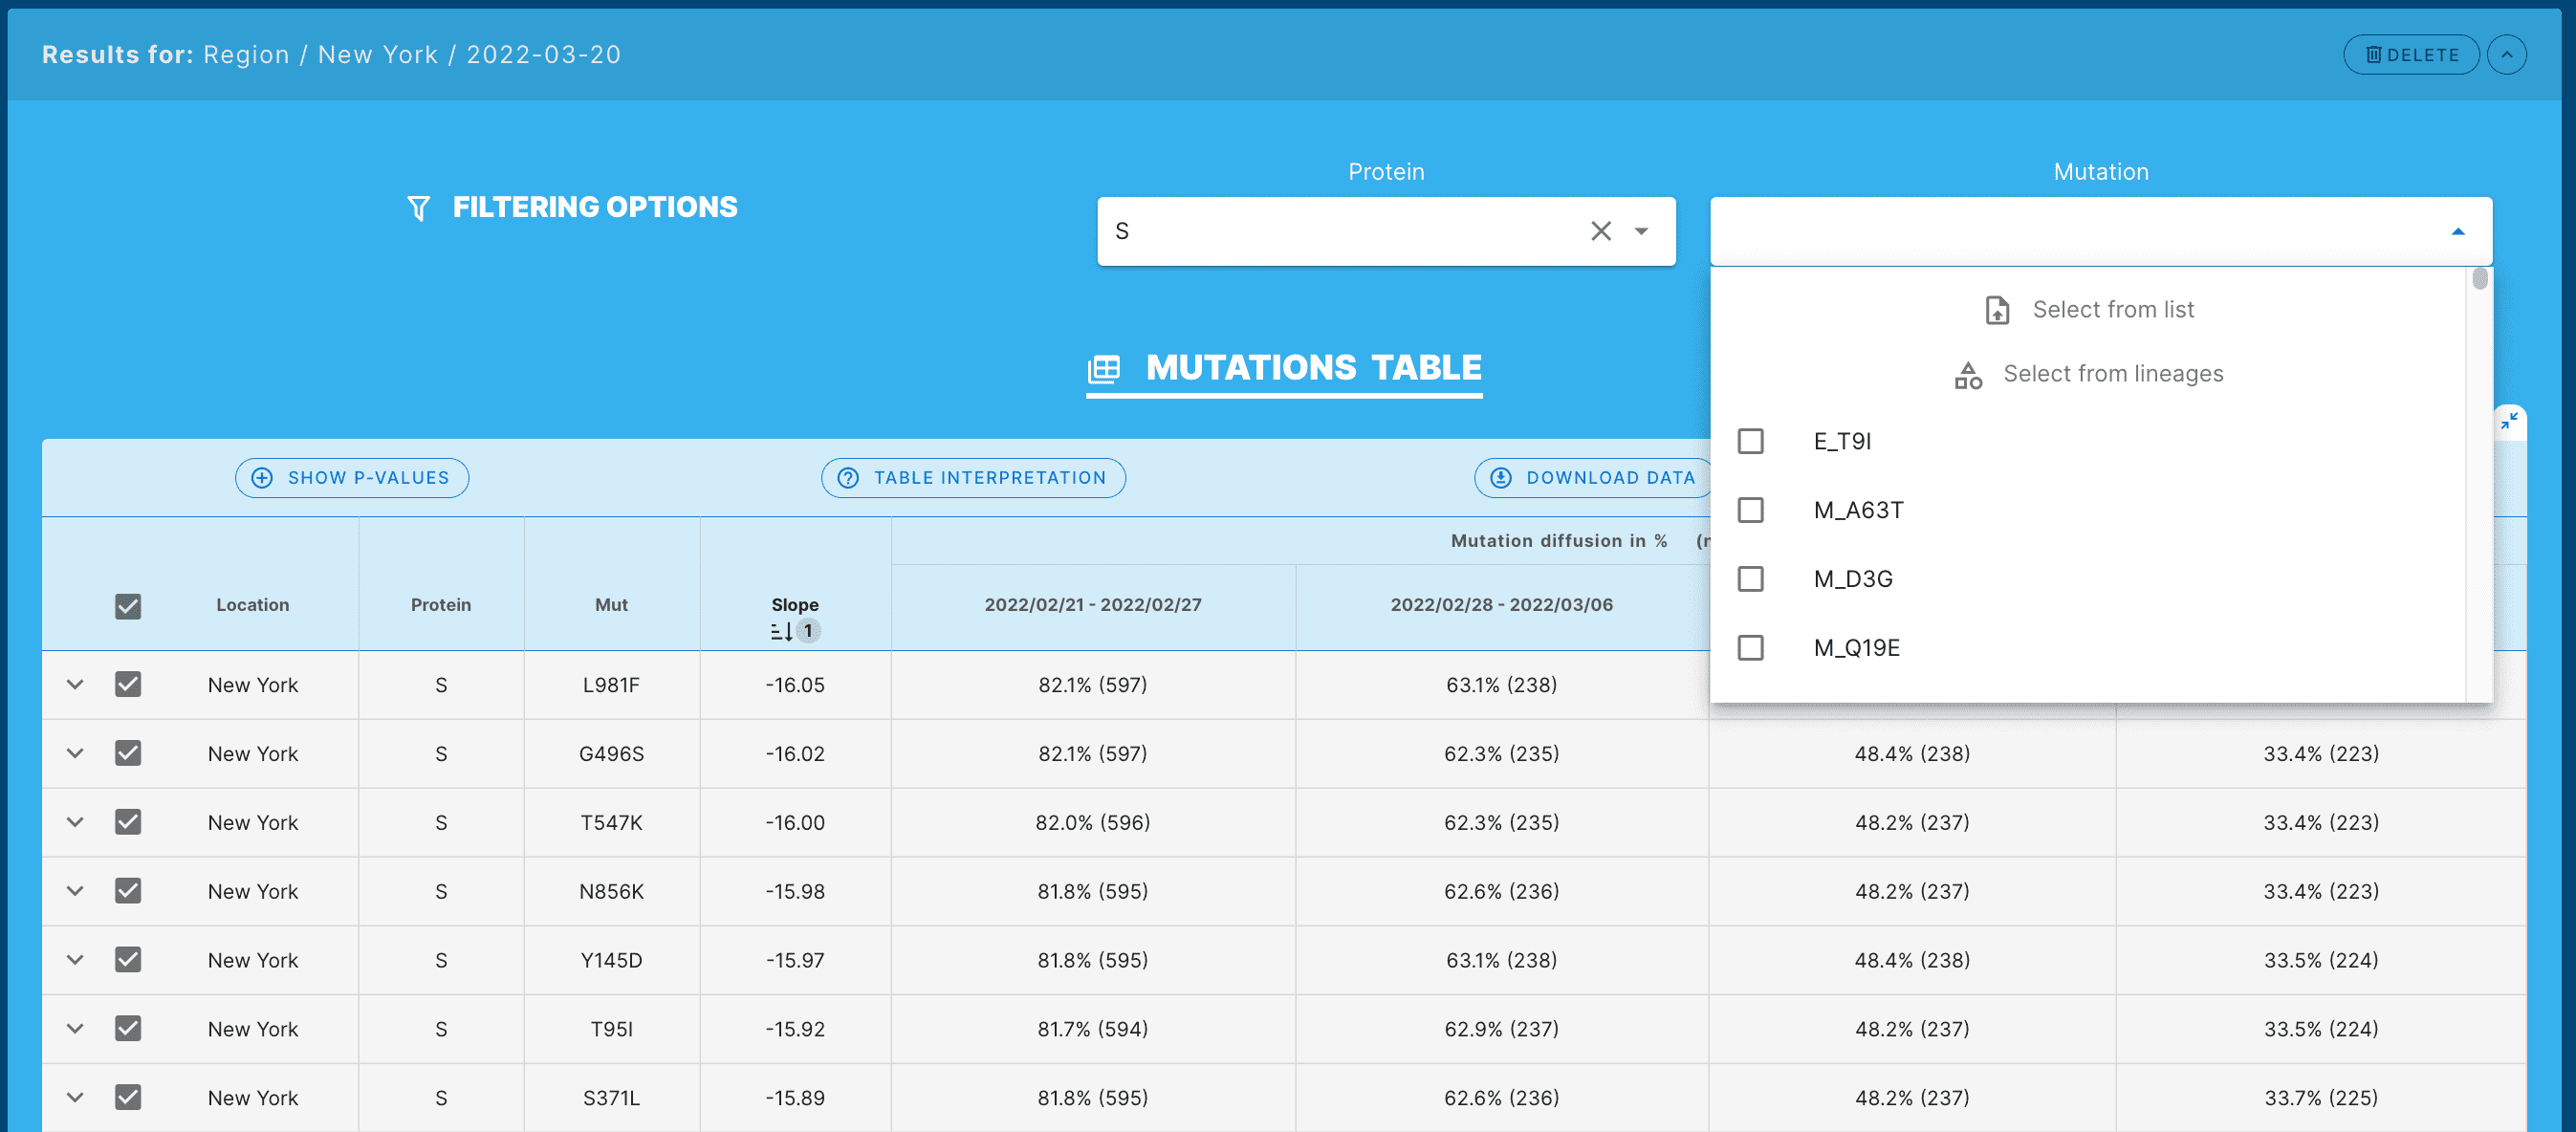 Results for: Region / New York / 2022-03-20
DELETE
FILTERING OPTIONS
Protein
S
Mutation
Select from list
Select from lineages
E_T9I
M_A63T
M_D3G
M_Q19E
MUTATIONS TABLE
SHOW P-VALUES
TABLE INTERPRETATION
DOWNLOAD DATA
Mutation diffusion in %
Location Protein Mut Slope 1 2022/02/21 - 2022/02/27 2022/02/28 - 2022/03/06
New York S L981F -16.05 82.1% (597) 63.1% (238)
New York S G496S -16.02 82.1% (597) 62.3% (235) 48.4% (238) 33.4% (223)
New York S T547K -16.00 82.0% (596) 62.3% (235) 48.2% (237) 33.4% (223)
New York S N856K -15.98 81.8% (595) 62.6% (236) 48.2% (237) 33.4% (223)
New York S Y145D -15.97 81.8% (595) 63.1% (238) 48.4% (238) 33.5% (224)
New York S T95I -15.92 81.7% (594) 62.9% (237) 48.2% (237) 33.5% (224)
New York S S371L -15.89 81.8% (595) 62.6% (236) 48.2% (237) 33.7% (225)